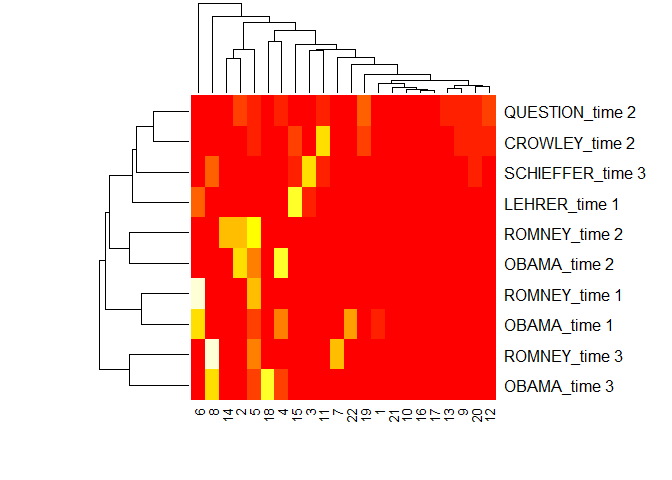 QUESTION_time 2
CROWLEY_time 2
SCHIEFFER_time 3
LEHRER_time 1
ROMNEY_time 2
OBAMA_time 2
ROMNEY_time 1
OBAMA_time 1
ROMNEY_time 3
OBAMA_time 3
6 8 14 2 5 18 4 15 3 11 7 22 19 1 21 10 16 17 13 9 20 12